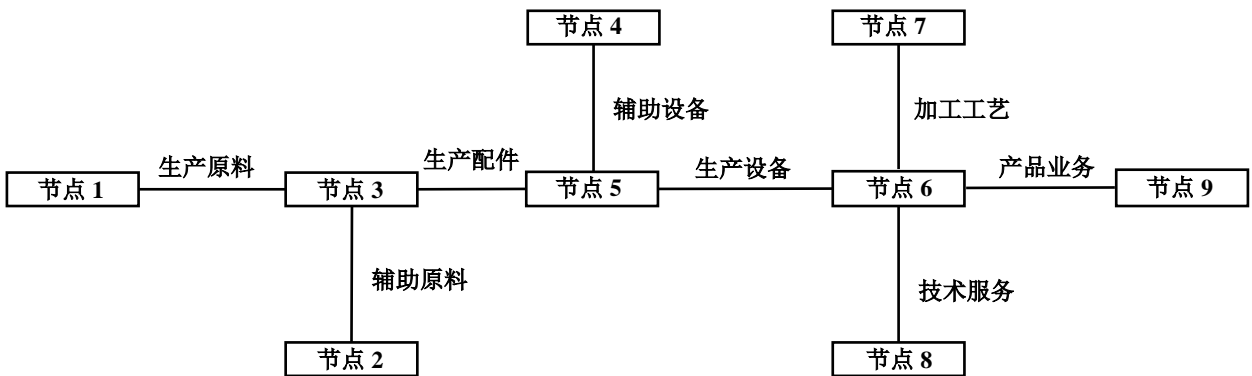 节点 4
节点 7
辅助设备
加工工艺
生产原料
生产配件
生产设备
产品业务
节点 1
节点 3
节点 5
节点 6
节点 9
辅助原料
技术服务
节点 2
节点 8